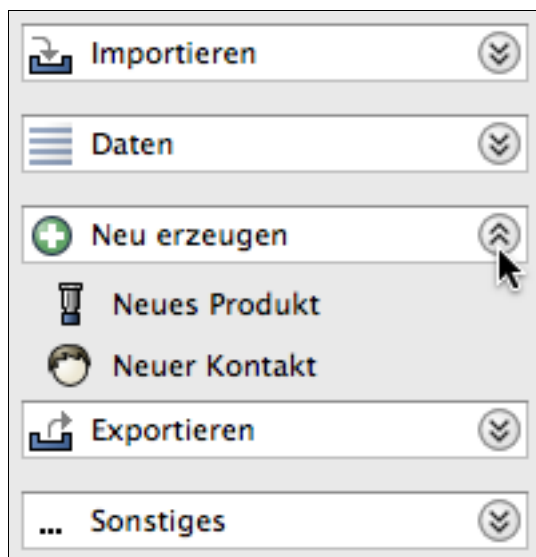 Importieren
Daten
Neu erzeugen
Neues Produkt
Neuer Kontakt
Exportieren
... Sonstiges